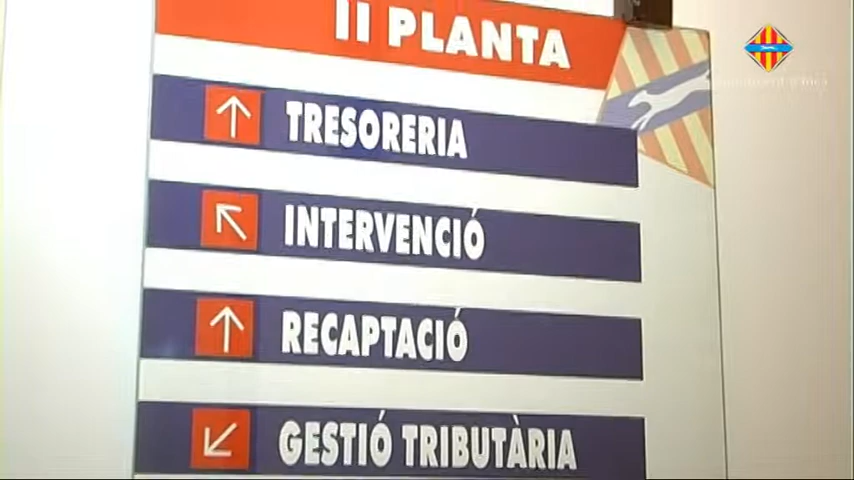 II PLANTA
TRESORERIA
INTERVENCIÓ
RECAPTACIÓ
GESTIÓ TRIBUTÀRIA